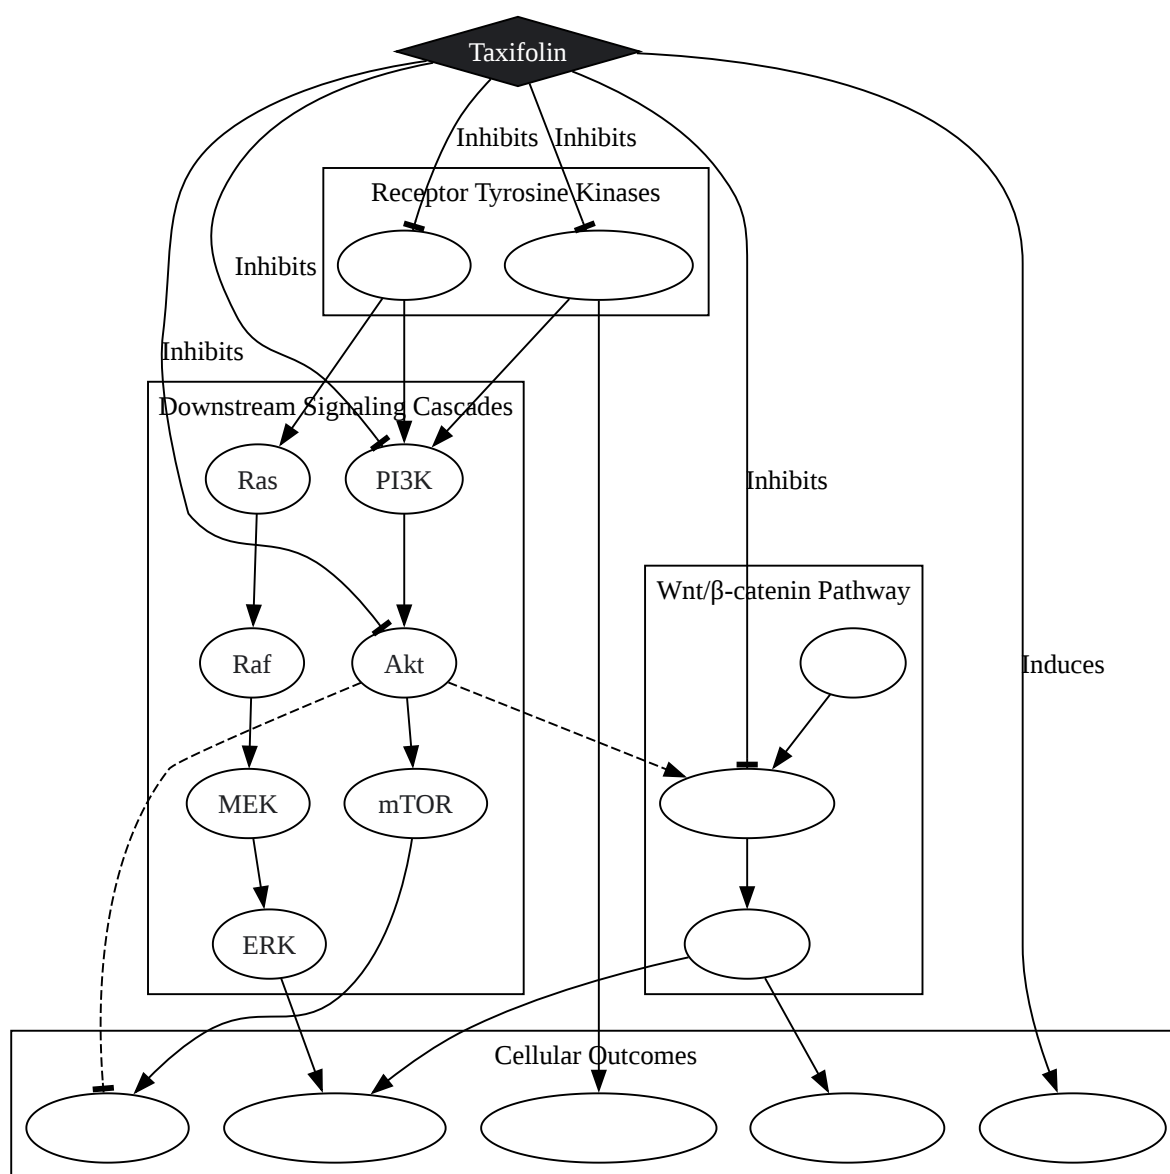 Taxifolin
Inhibits Inhibits
Receptor Tyrosine Kinases
Inhibits
Inhibits
Downstream Signaling Cascades
Ras PI3K Inhibits
Wnt/β-catenin Pathway
Raf Akt Induces
MEK mTOR
ERK
Cellular Outcomes